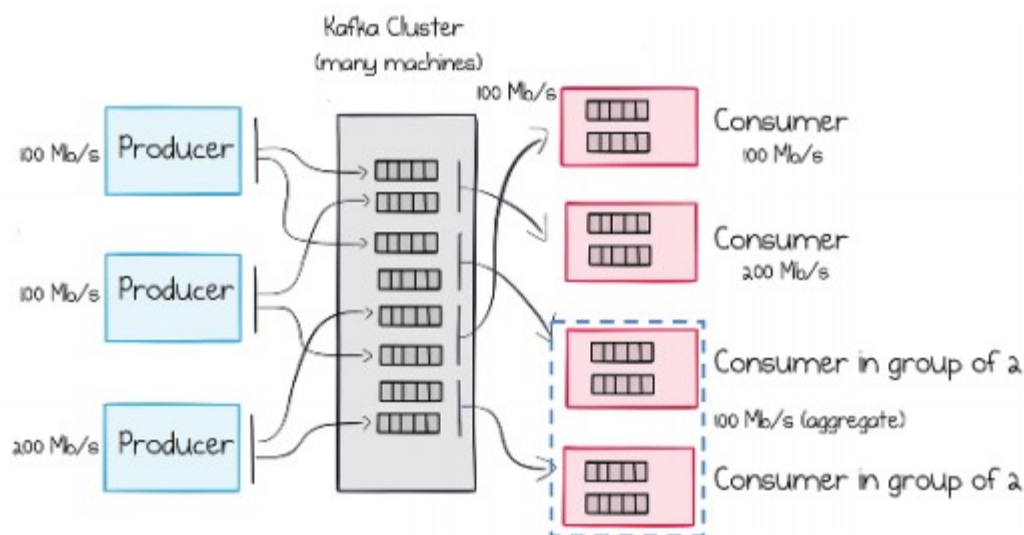 Kafka Cluster
(many machines)
100 Mb/s
Producer
100 Mb/s
Producer
200 Mb/s
Producer
100 Mb/s
Consumer
100 Mb/s
Consumer
200 Mb/s
Consumer in group of 2
100 Mb/s (aggregate)
Consumer in group of 2